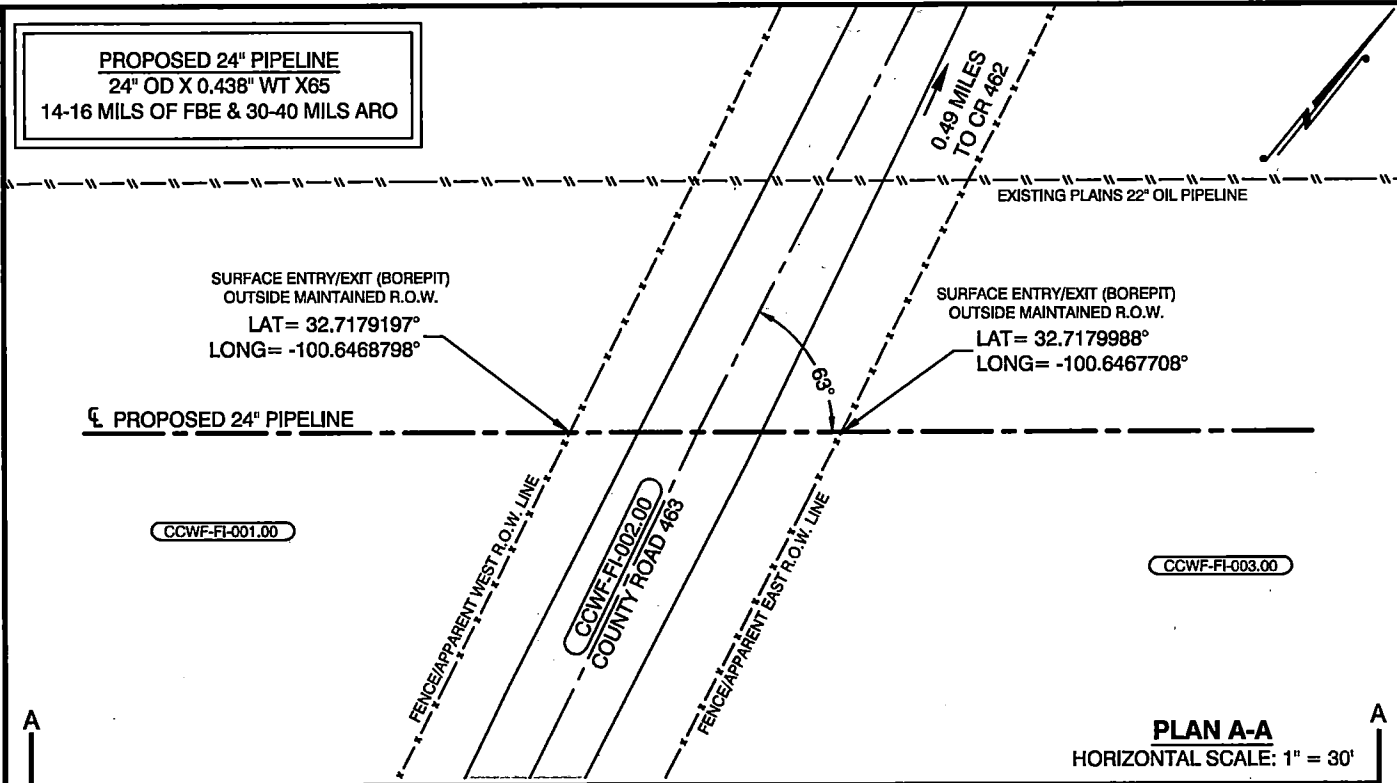 PROPOSED 24" PIPELINE
24" OD X 0.438" WT X65
14-16 MILS OF FBE & 30-40 MILS ARO
0.49 MILES
TO CR 462
N
EXISTING PLAINS 22" OIL PIPELINE
SURFACE ENTRY/EXIT (BOREPIT)
OUTSIDE MAINTAINED R.O.W.
LAT= 32.7179197°
LONG= -100.6468798°
SURFACE ENTRY/EXIT (BOREPIT)
OUTSIDE MAINTAINED R.O.W.
LAT= 32.7179988°
LONG= -100.6467708°
63°
℄ PROPOSED 24" PIPELINE
CCWF-FI-001.00
FENCE/APPARENT WEST R.O.W. LINE
CCWF-FI-002.00
COUNTY ROAD 463
FENCE/APPARENT EAST R.O.W. LINE
CCWF-FI-003.00
A
A
PLAN A-A
HORIZONTAL SCALE: 1" = 30'